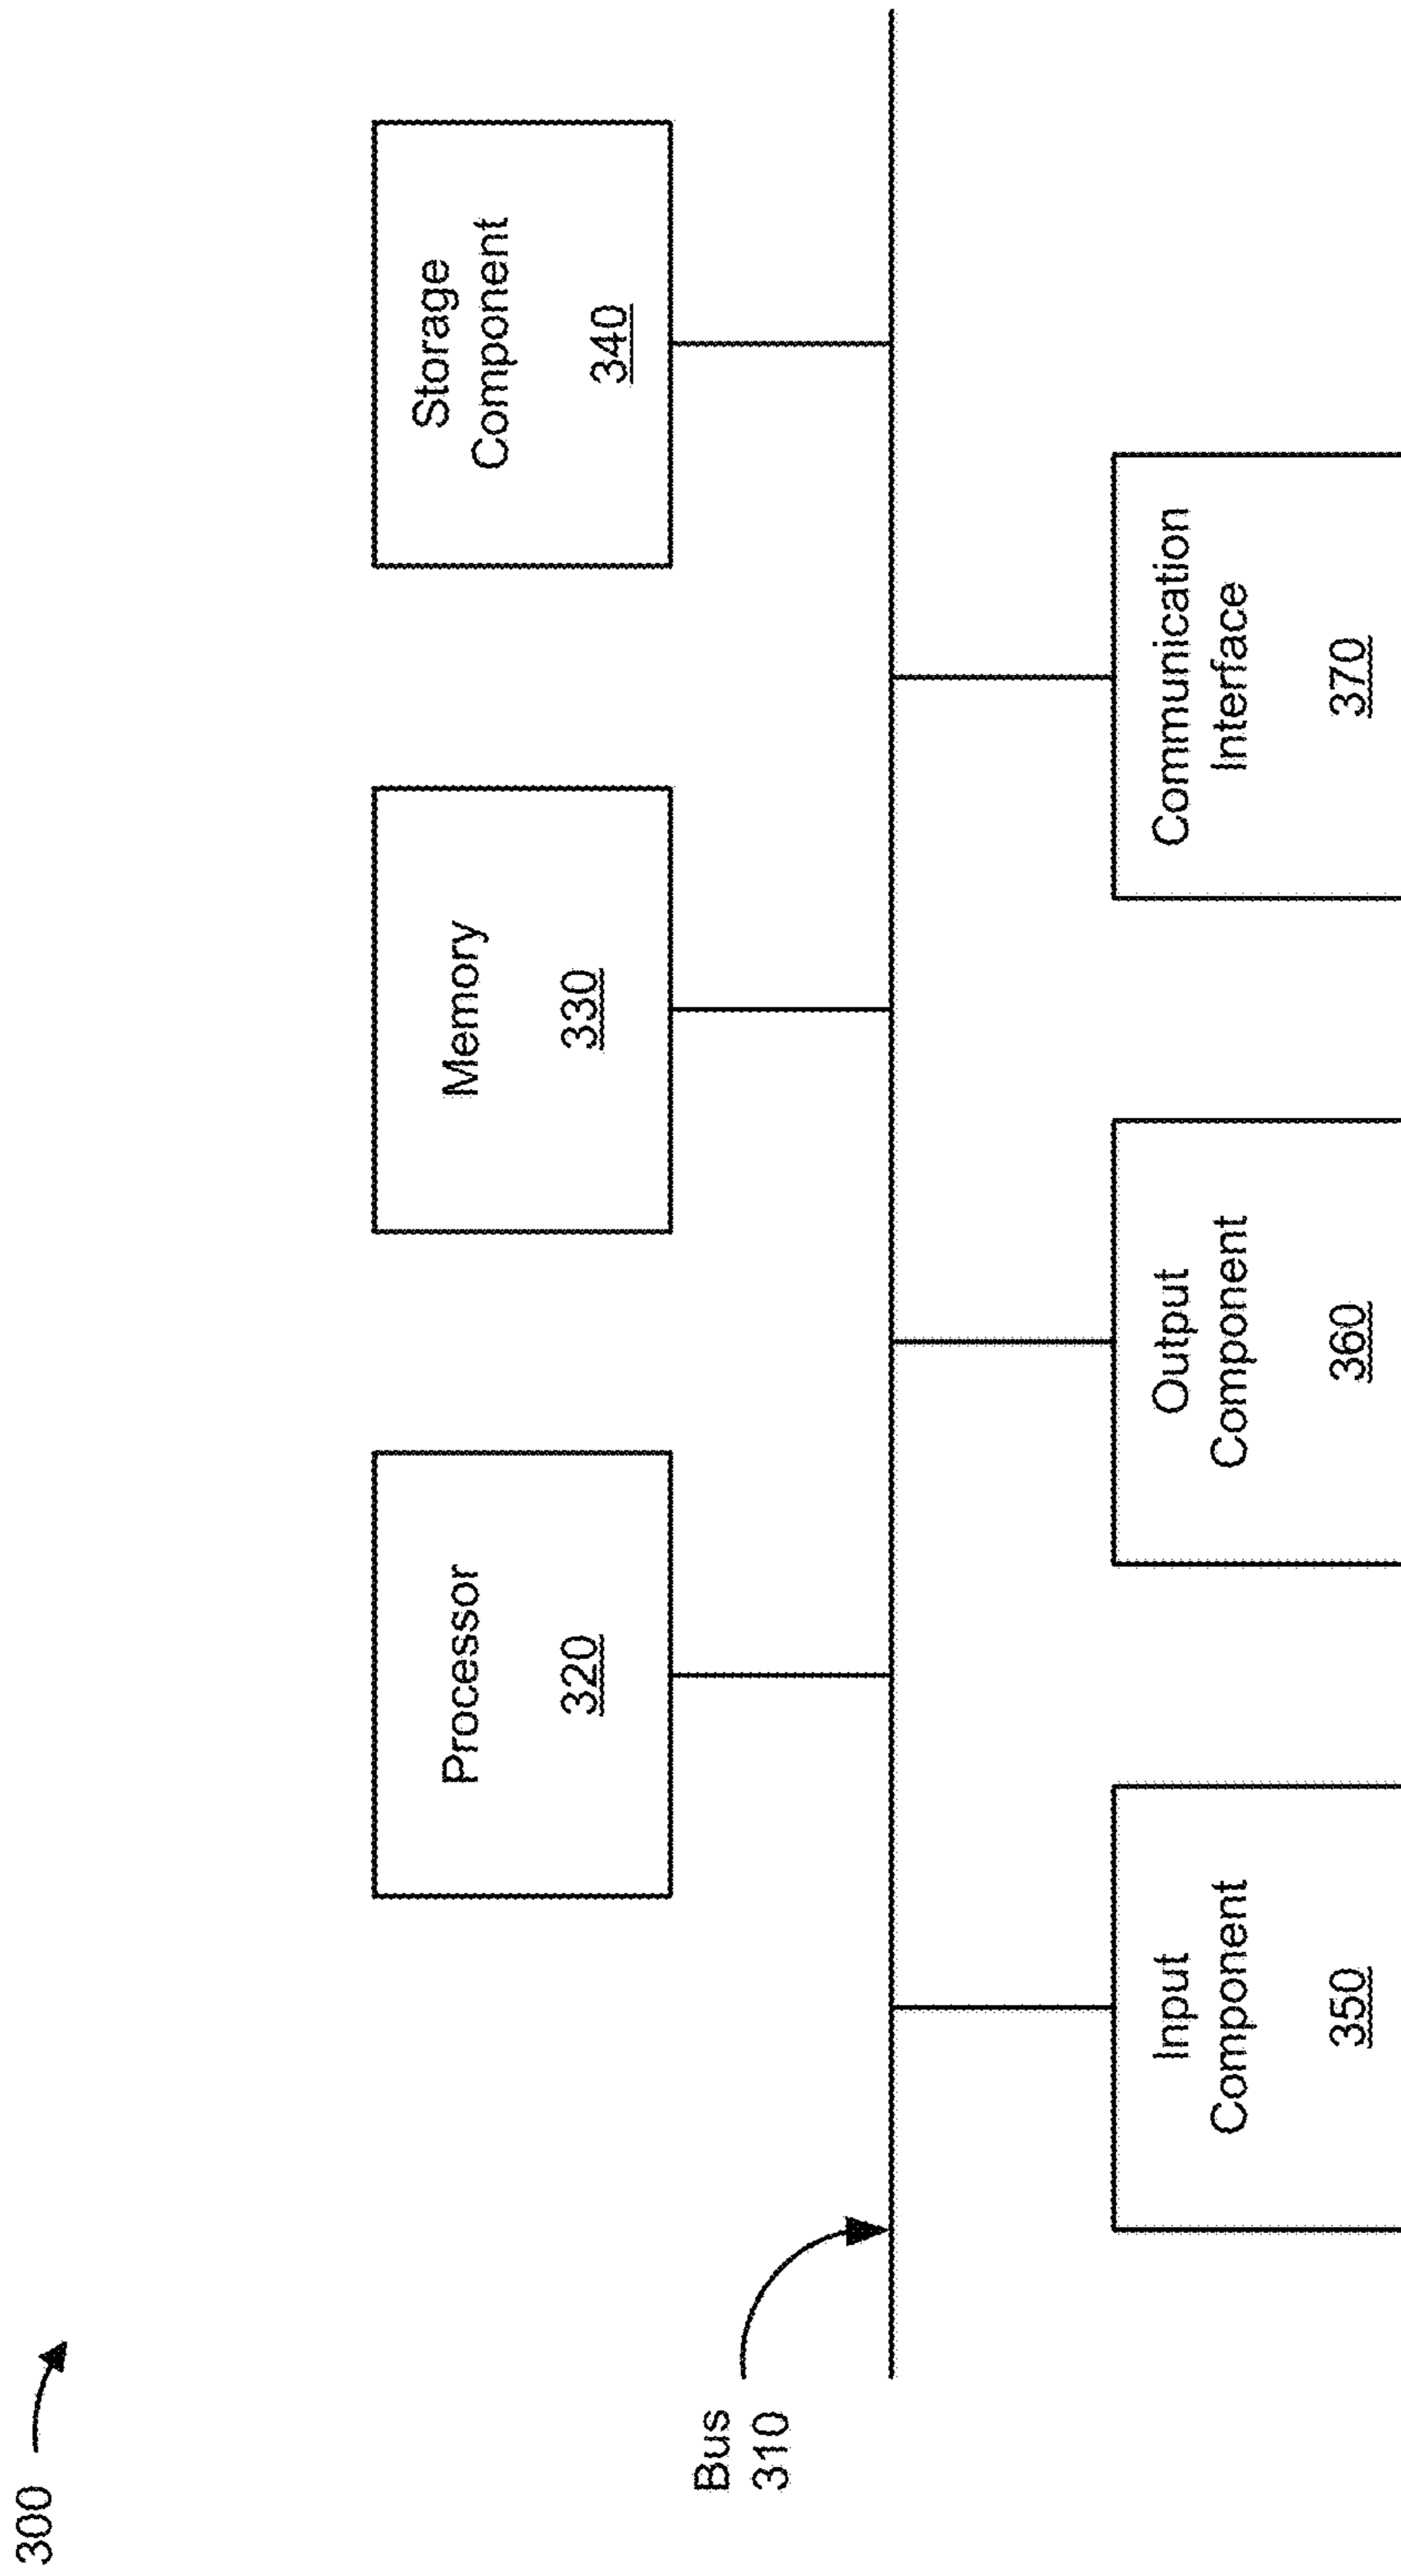 300
Bus
310
Processor
320
Memory
330
Storage
Component
340
Input
Component
350
Output
Component
360
Communication
Interface
370